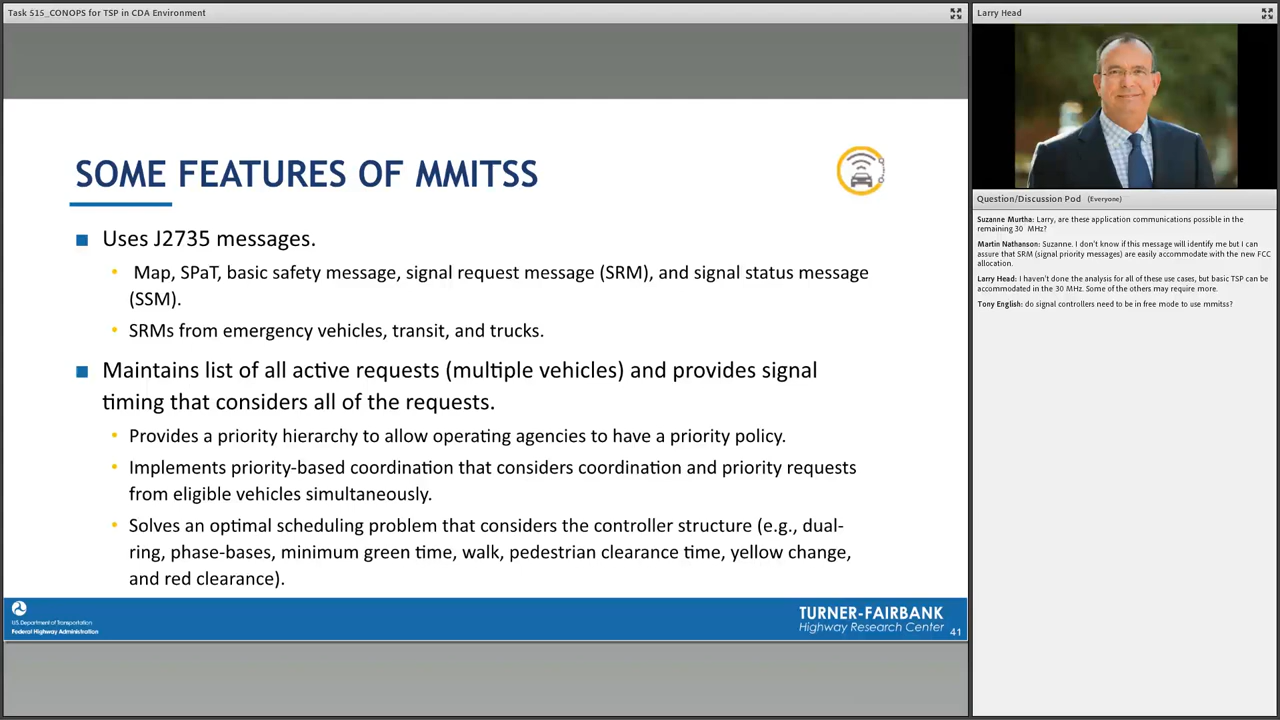 Task 515_CONOPS for TSP in CDA Environment
SOME FEATURES OF MMITSS
Uses J2735 messages.
Map, SPaT, basic safety message, signal request message (SRM), and signal status message
(SSM).
SRMs from emergency vehicles, transit, and trucks.
Maintains list of all active requests (multiple vehicles) and provides signal
timing that considers all of the requests.
Provides a priority hierarchy to allow operating agencies to have a priority policy.
Implements priority-based coordination that considers coordination and priority requests
from eligible vehicles simultaneously.
Solves an optimal scheduling problem that considers the controller structure (e.g., dual-
ring, phase-bases, minimum green time, walk, pedestrian clearance time, yellow change,
and red clearance).
U.S. Department of Transportation
Federal Highway Administration
TURNER-FAIRBANK
Highway Research Center
41
Larry Head
Question/Discussion Pod (Everyone)
Suzanne Murtha: Larry, are these application communications possible in the
remaining 30 MHz?
Martin Nathanson: Suzanne. I don't know if this message will identify me but I can
assure that SRM (signal priority messages) are easily accommodate with the new FCC
allocation.
Larry Head: I haven't done the analysis for all of these use cases, but basic TSP can be
accommodated in the 30 MHz. Some of the others may require more.
Tony English: do signal controllers need to be in free mode to use mmitss?